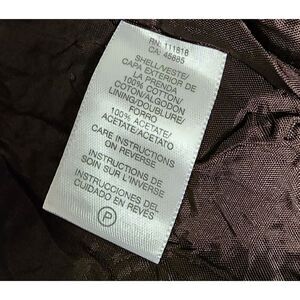 RN: 111818
CA: 45685
SHELL/VESTE/
CAPA EXTERIOR DE
LA PRENDA
100% COTTON/
COTON/ALGODON
LINING/DOUBLURE/
FORRO
100% ACETATE/
ACETATE/ACETATO
CARE INSTRUCTIONS
ON REVERSE
INSTRUCTIONS DE
SOIN SUR L'INVERSE
INSTRUCCIONES DEL
CUIDADO EN REVES
P